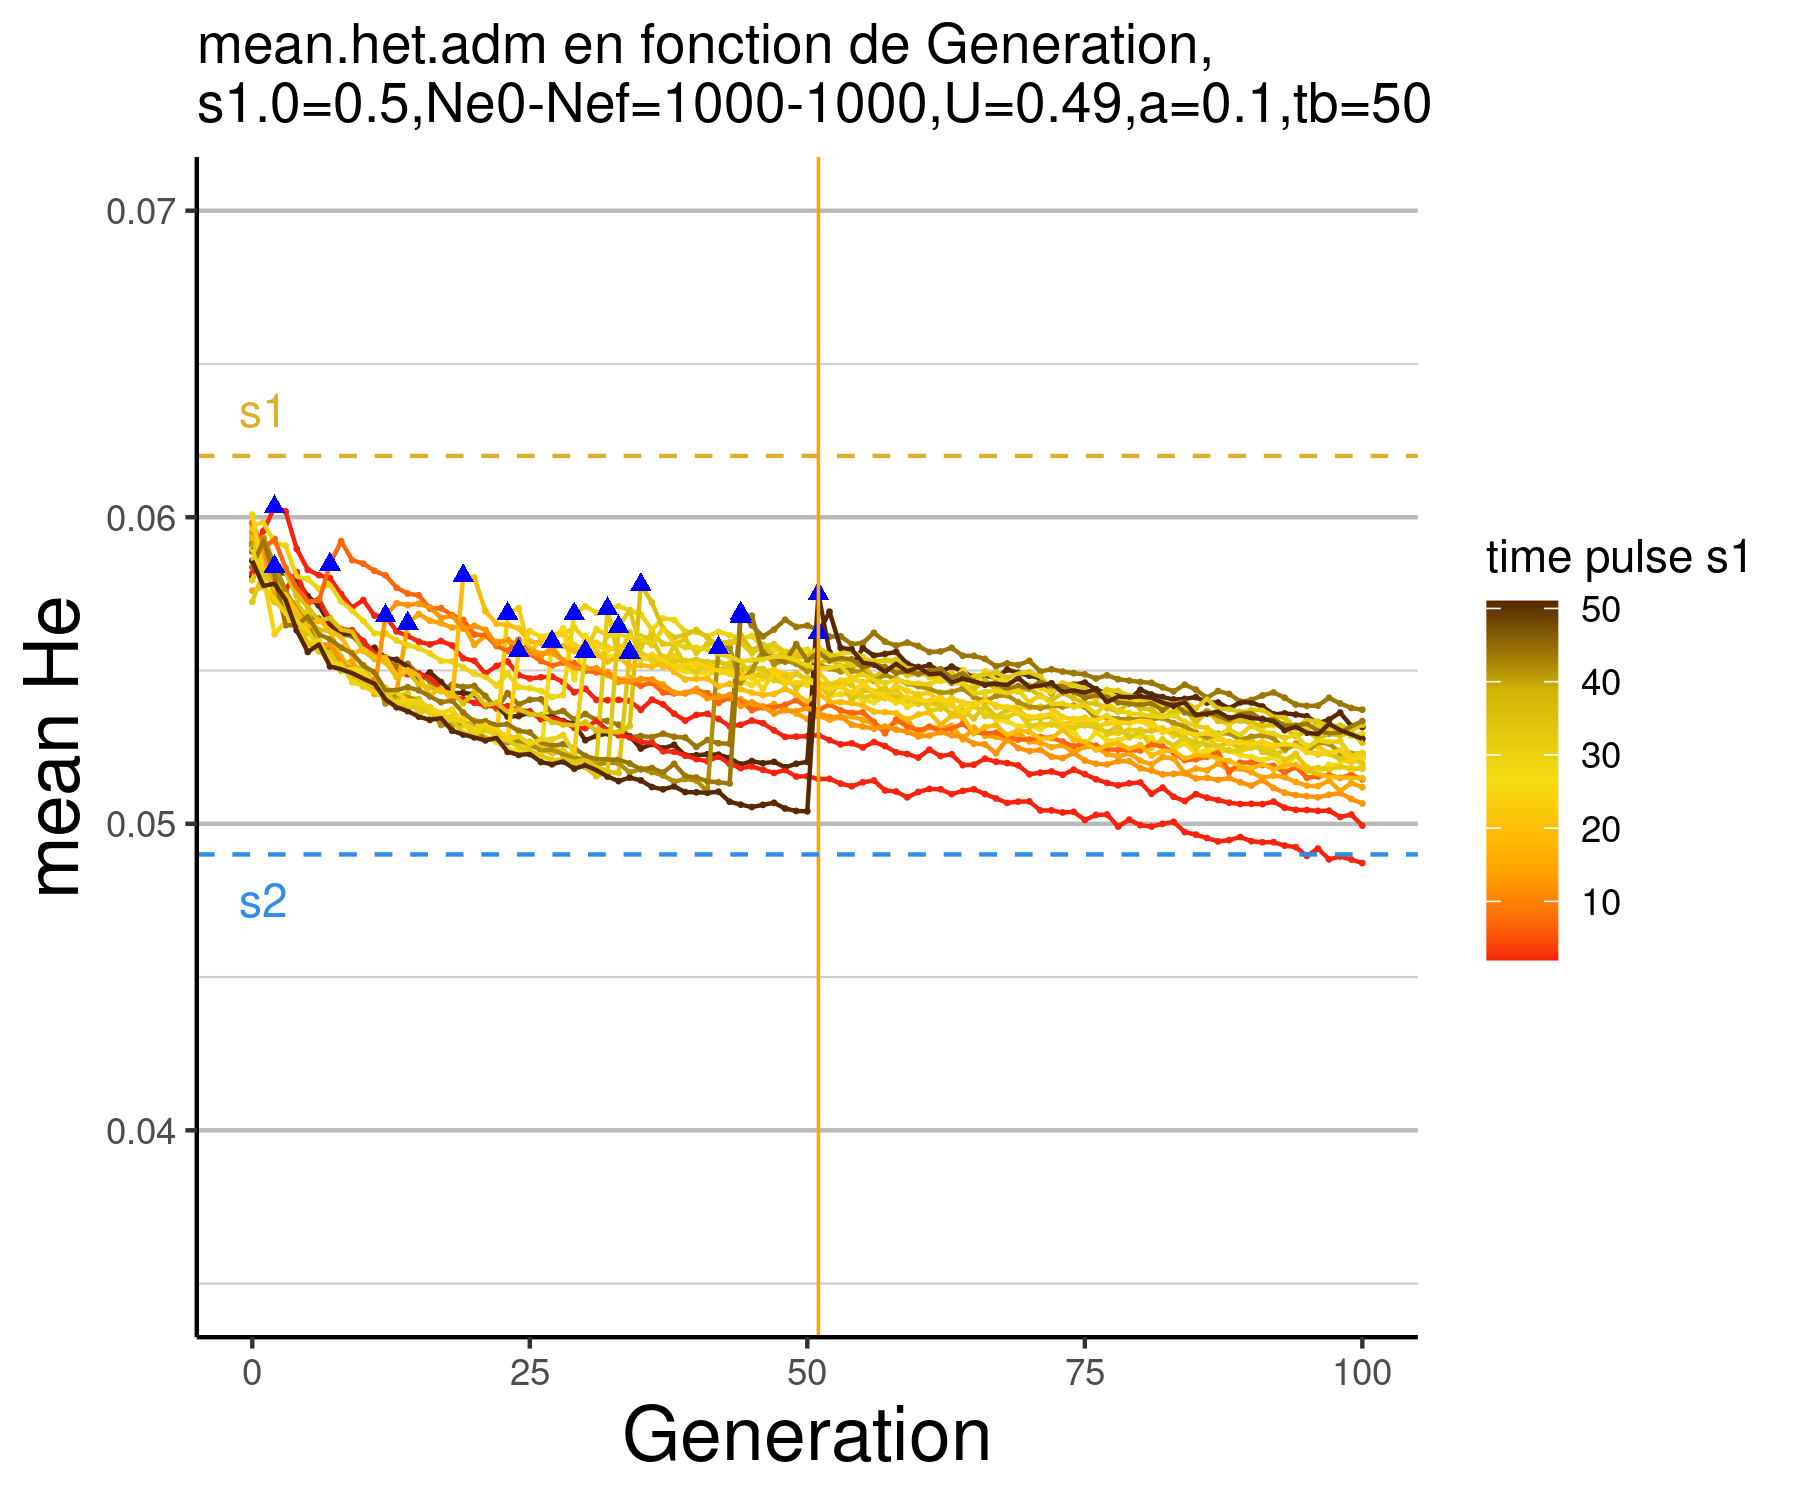 mean.het.adm en fonction de Generation,
s1.0=0.5,Ne0-Nef=1000-1000,U=0.49,a=0.1,tb=50
mean He
0.07
0.06
0.05
0.04
s1
s2
0
25
50
75
100
Generation
time pulse s1
50
40
30
20
10